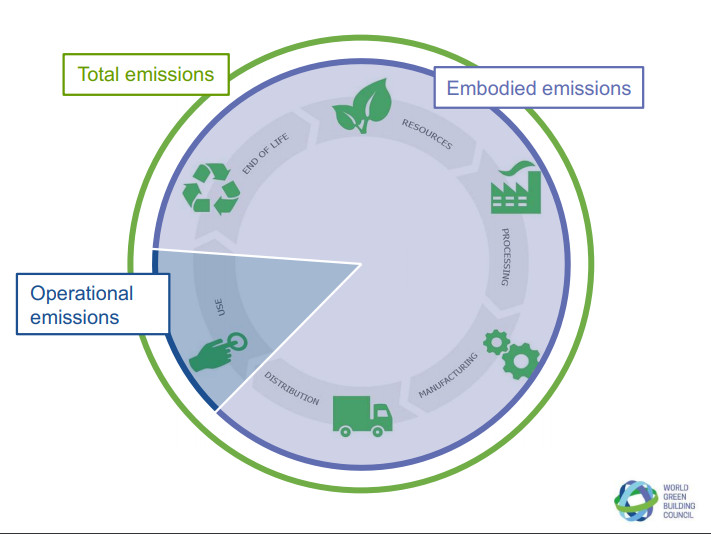 Total emissions
Embodied emissions
RESOURCES
END OF LIFE
PROCESSING
Operational
emissions
USE
MANUFACTURING
DISTRIBUTION
WORLD
GREEN
BUILDING
COUNCIL